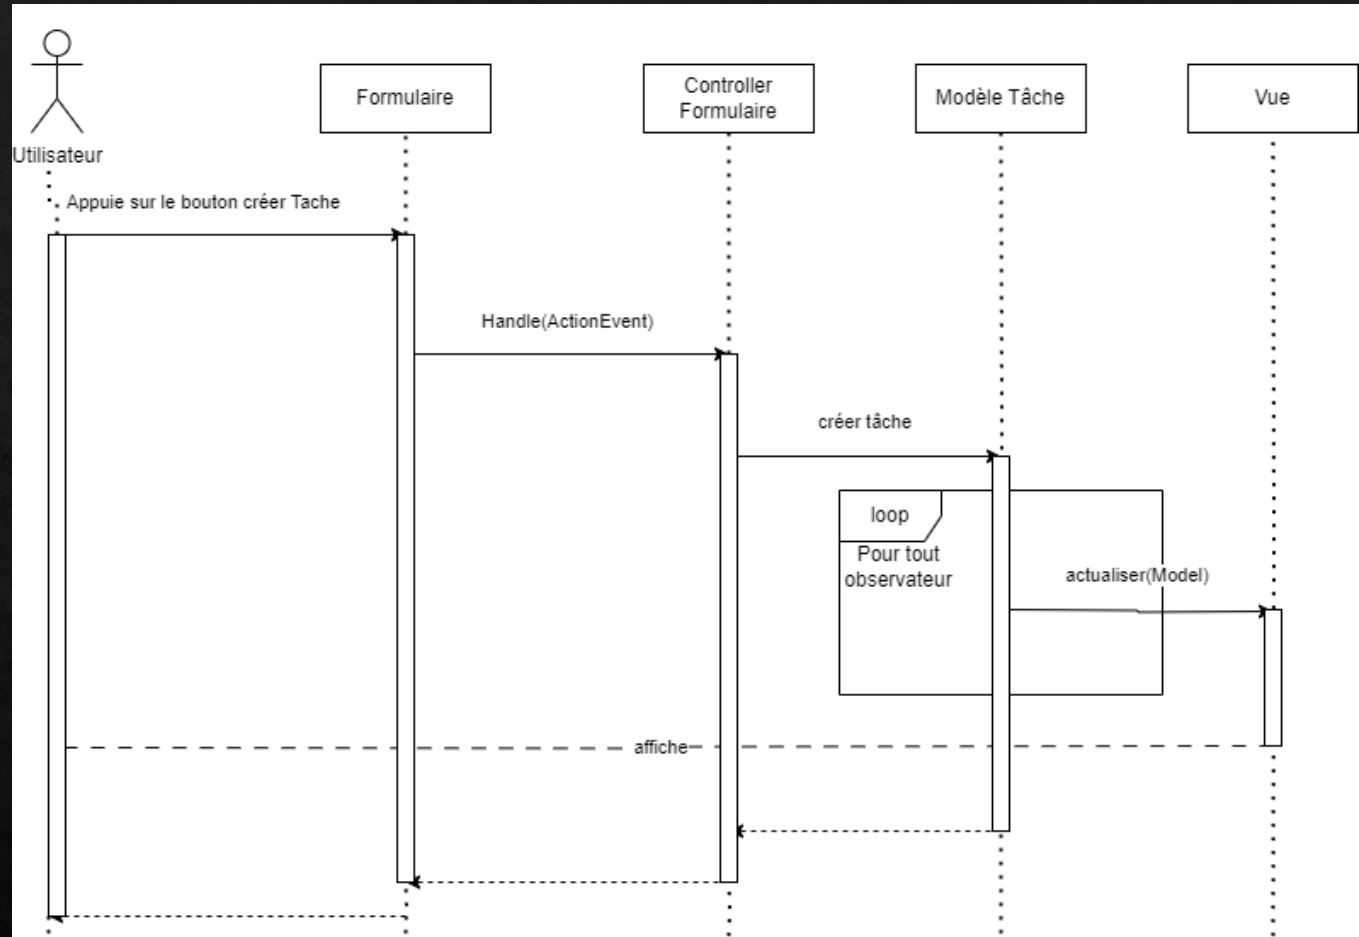 Utilisateur
Formulaire
Controller
Formulaire
Modèle Tâche
Vue
Appuie sur le bouton créer Tache
Handle(ActionEvent)
créer tâche
loop
Pour tout
observateur
actualiser(Model)
affiche